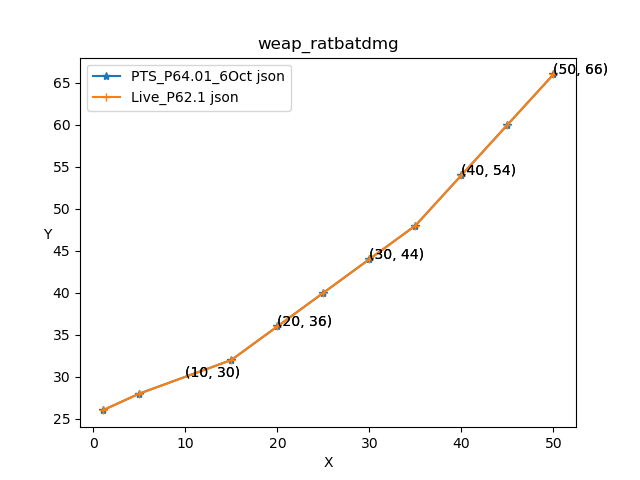 weap_ratbatdmg
PTS_P64.01_6Oct json
Live_P62.1 json
(50, 66)
(40, 54)
(30, 44)
(20, 36)
(10, 30)
65
60
55
50
45
40
35
30
25
Y
0 10 20 30 40 50
X